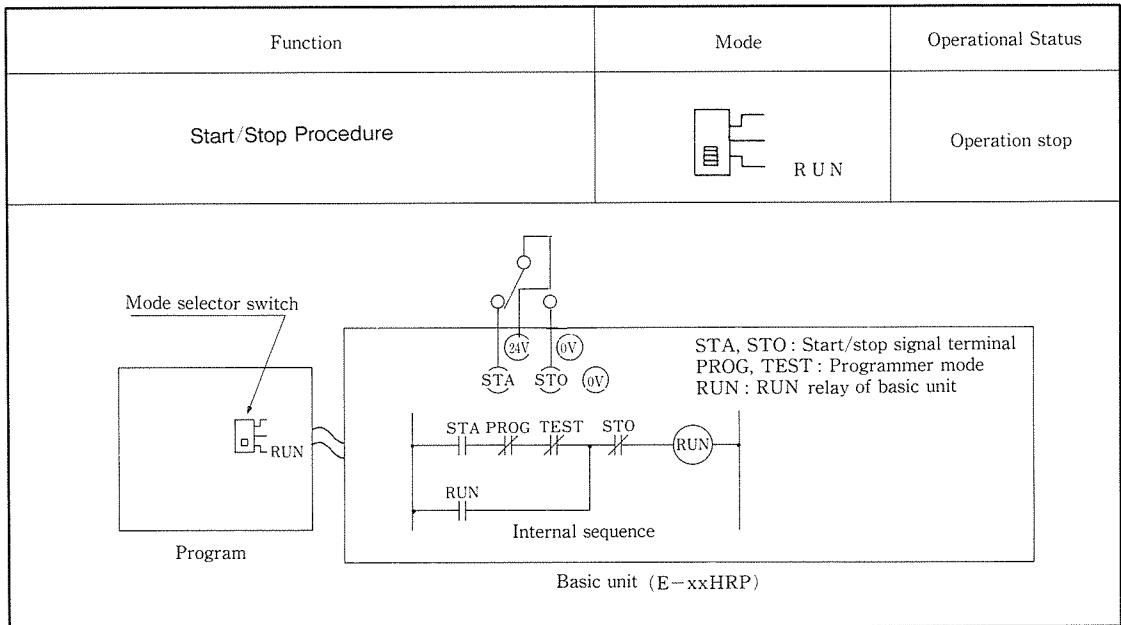 Function
Mode
Operational Status
Start/Stop Procedure
RUN
Operation stop
Mode selector switch
24V
0V
STA
STO
0V
STA, STO : Start/stop signal terminal
PROG, TEST : Programmer mode
RUN : RUN relay of basic unit
RUN
STA PROG TEST STO
RUN
RUN
Internal sequence
Program
Basic unit (E-xxHRP)